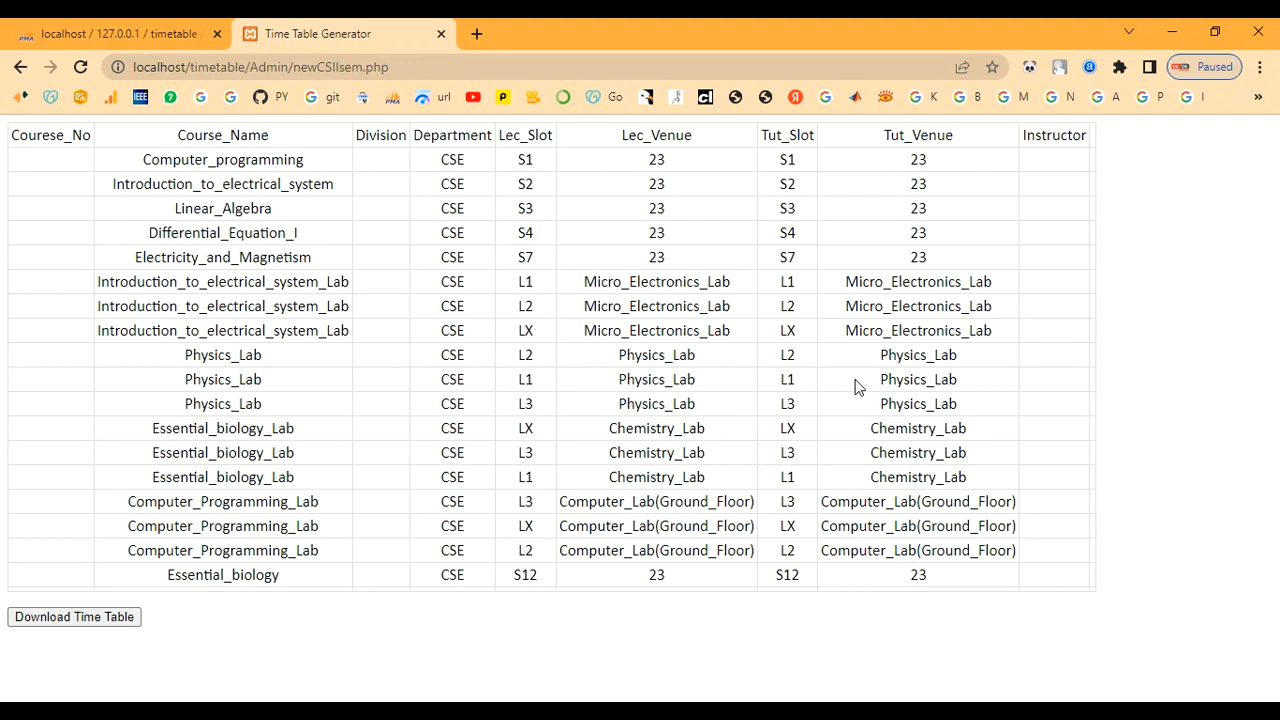 localhost / 127.0.0.1 / timetable
Time Table Generator
localhost/timetable/Admin/newCSIIsem.php
Paused
IEEE PY git PMA url Go K B M N A P I »
Courese_No Course_Name Division Department Lec_Slot Lec_Venue Tut_Slot Tut_Venue Instructor
Computer_programming CSE S1 23 S1 23
Introduction_to_electrical_system CSE S2 23 S2 23
Linear_Algebra CSE S3 23 S3 23
Differential_Equation_I CSE S4 23 S4 23
Electricity_and_Magnetism CSE S7 23 S7 23
Introduction_to_electrical_system_Lab CSE L1 Micro_Electronics_Lab L1 Micro_Electronics_Lab
Introduction_to_electrical_system_Lab CSE L2 Micro_Electronics_Lab L2 Micro_Electronics_Lab
Introduction_to_electrical_system_Lab CSE LX Micro_Electronics_Lab LX Micro_Electronics_Lab
Physics_Lab CSE L2 Physics_Lab L2 Physics_Lab
Physics_Lab CSE L1 Physics_Lab L1 Physics_Lab
Physics_Lab CSE L3 Physics_Lab L3 Physics_Lab
Essential_biology_Lab CSE LX Chemistry_Lab LX Chemistry_Lab
Essential_biology_Lab CSE L3 Chemistry_Lab L3 Chemistry_Lab
Essential_biology_Lab CSE L1 Chemistry_Lab L1 Chemistry_Lab
Computer_Programming_Lab CSE L3 Computer_Lab(Ground_Floor) L3 Computer_Lab(Ground_Floor)
Computer_Programming_Lab CSE LX Computer_Lab(Ground_Floor) LX Computer_Lab(Ground_Floor)
Computer_Programming_Lab CSE L2 Computer_Lab(Ground_Floor) L2 Computer_Lab(Ground_Floor)
Essential_biology CSE S12 23 S12 23
Download Time Table